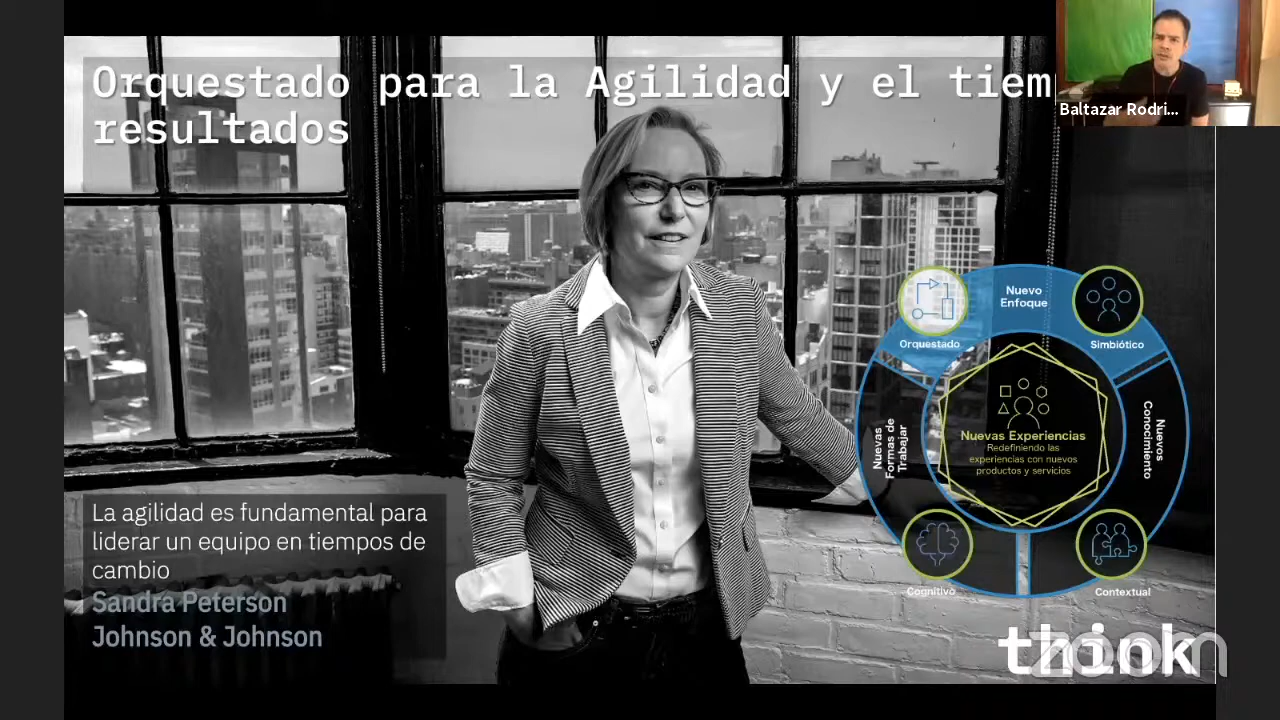 Orquestado para la Agilidad y el
resultados
Baltazar Rodri...
Nuevo
Enfoque
Orquestado
Simbiótico
Nuevas
Formas de
Trabajar
Nuevas Experiencias
Redefiniendo las
experiencias con nuevos
productos y servicios
Nuevos
Conocimiento
Cognitivo
Contextual
La agilidad es fundamental para
liderar un equipo en tiempos de
cambio
Sandra Peterson
Johnson & Johnson
think
zoom